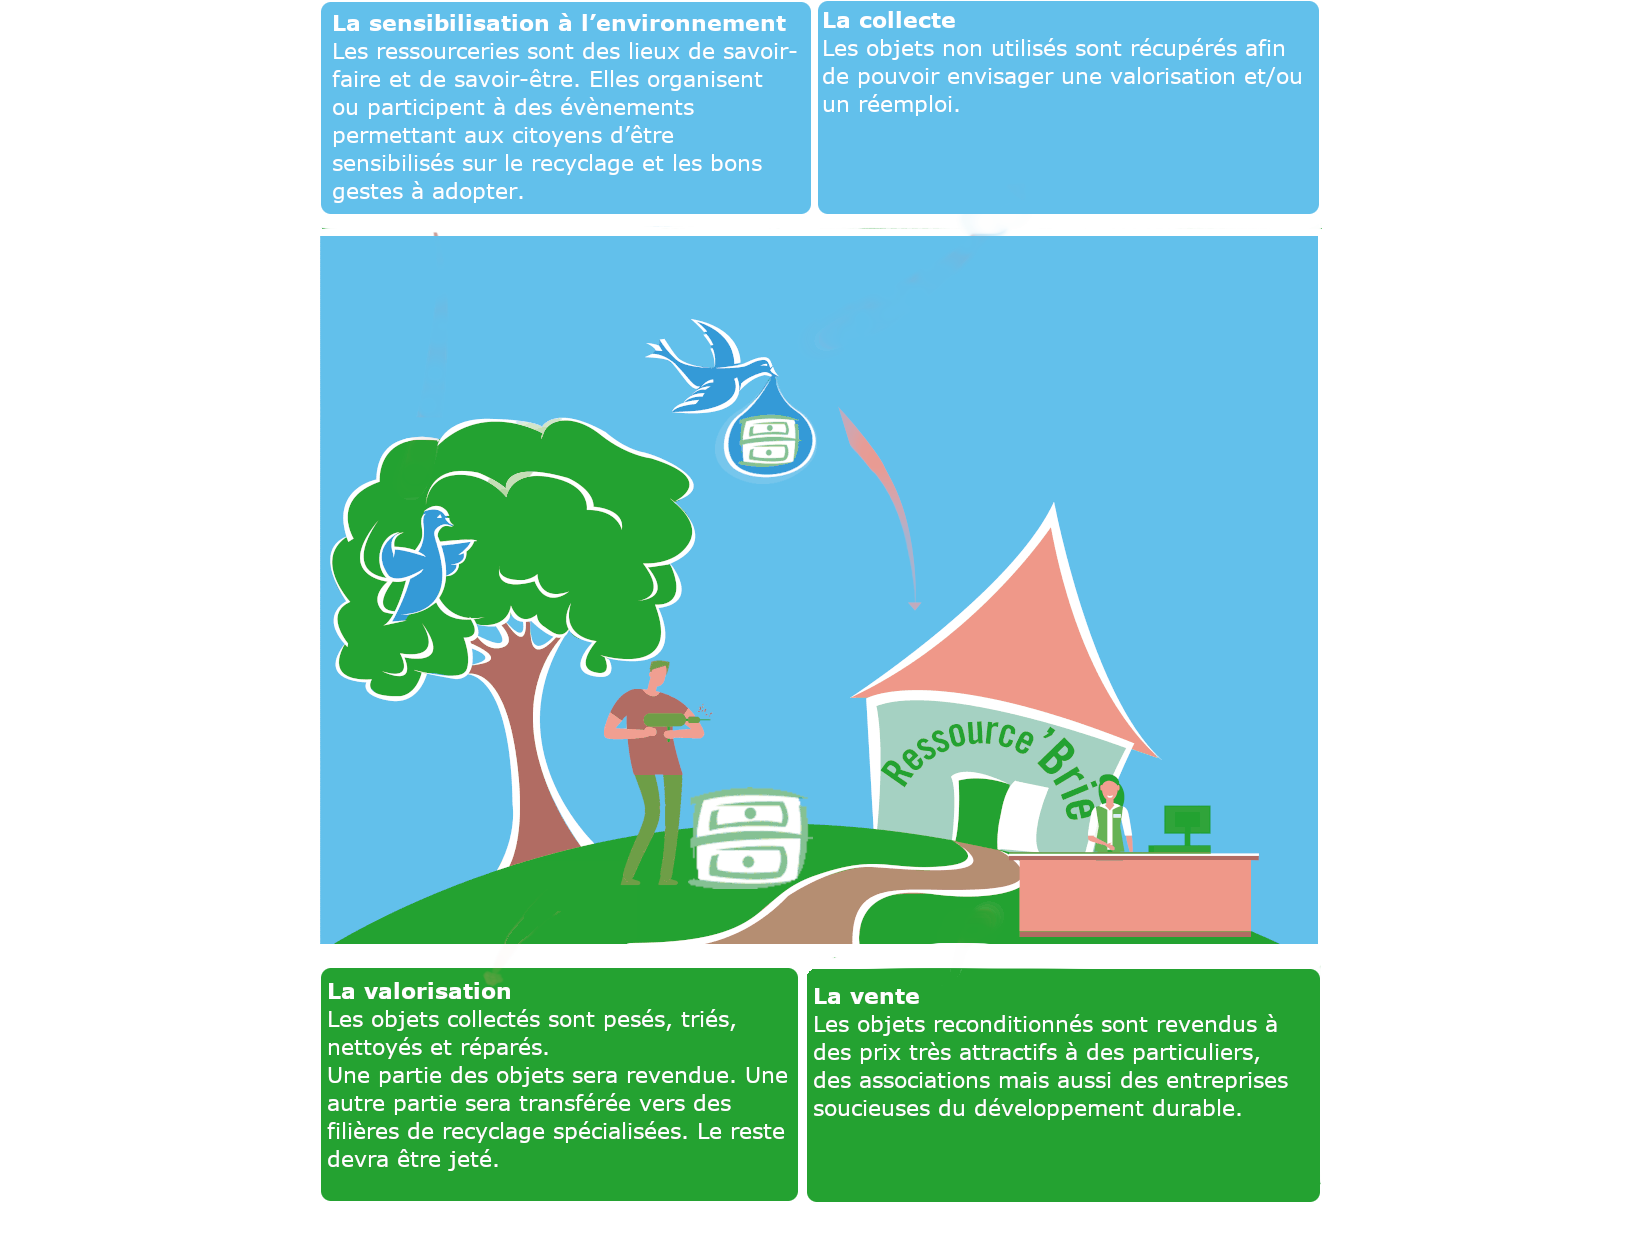 La sensibilisation à l’environnement
Les ressourceries sont des lieux de savoir-
faire et de savoir-être. Elles organisent
ou participent à des évènements
permettant aux citoyens d’être
sensibilisés sur le recyclage et les bons
gestes à adopter.
La collecte
Les objets non utilisés sont récupérés afin
de pouvoir envisager une valorisation et/ou
un réemploi.
Ressource ’Brie
La valorisation
Les objets collectés sont pesés, triés,
nettoyés et réparés.
Une partie des objets sera revendue. Une
autre partie sera transférée vers des
filières de recyclage spécialisées. Le reste
devra être jeté.
La vente
Les objets reconditionnés sont revendus à
des prix très attractifs à des particuliers,
des associations mais aussi des entreprises
soucieuses du développement durable.